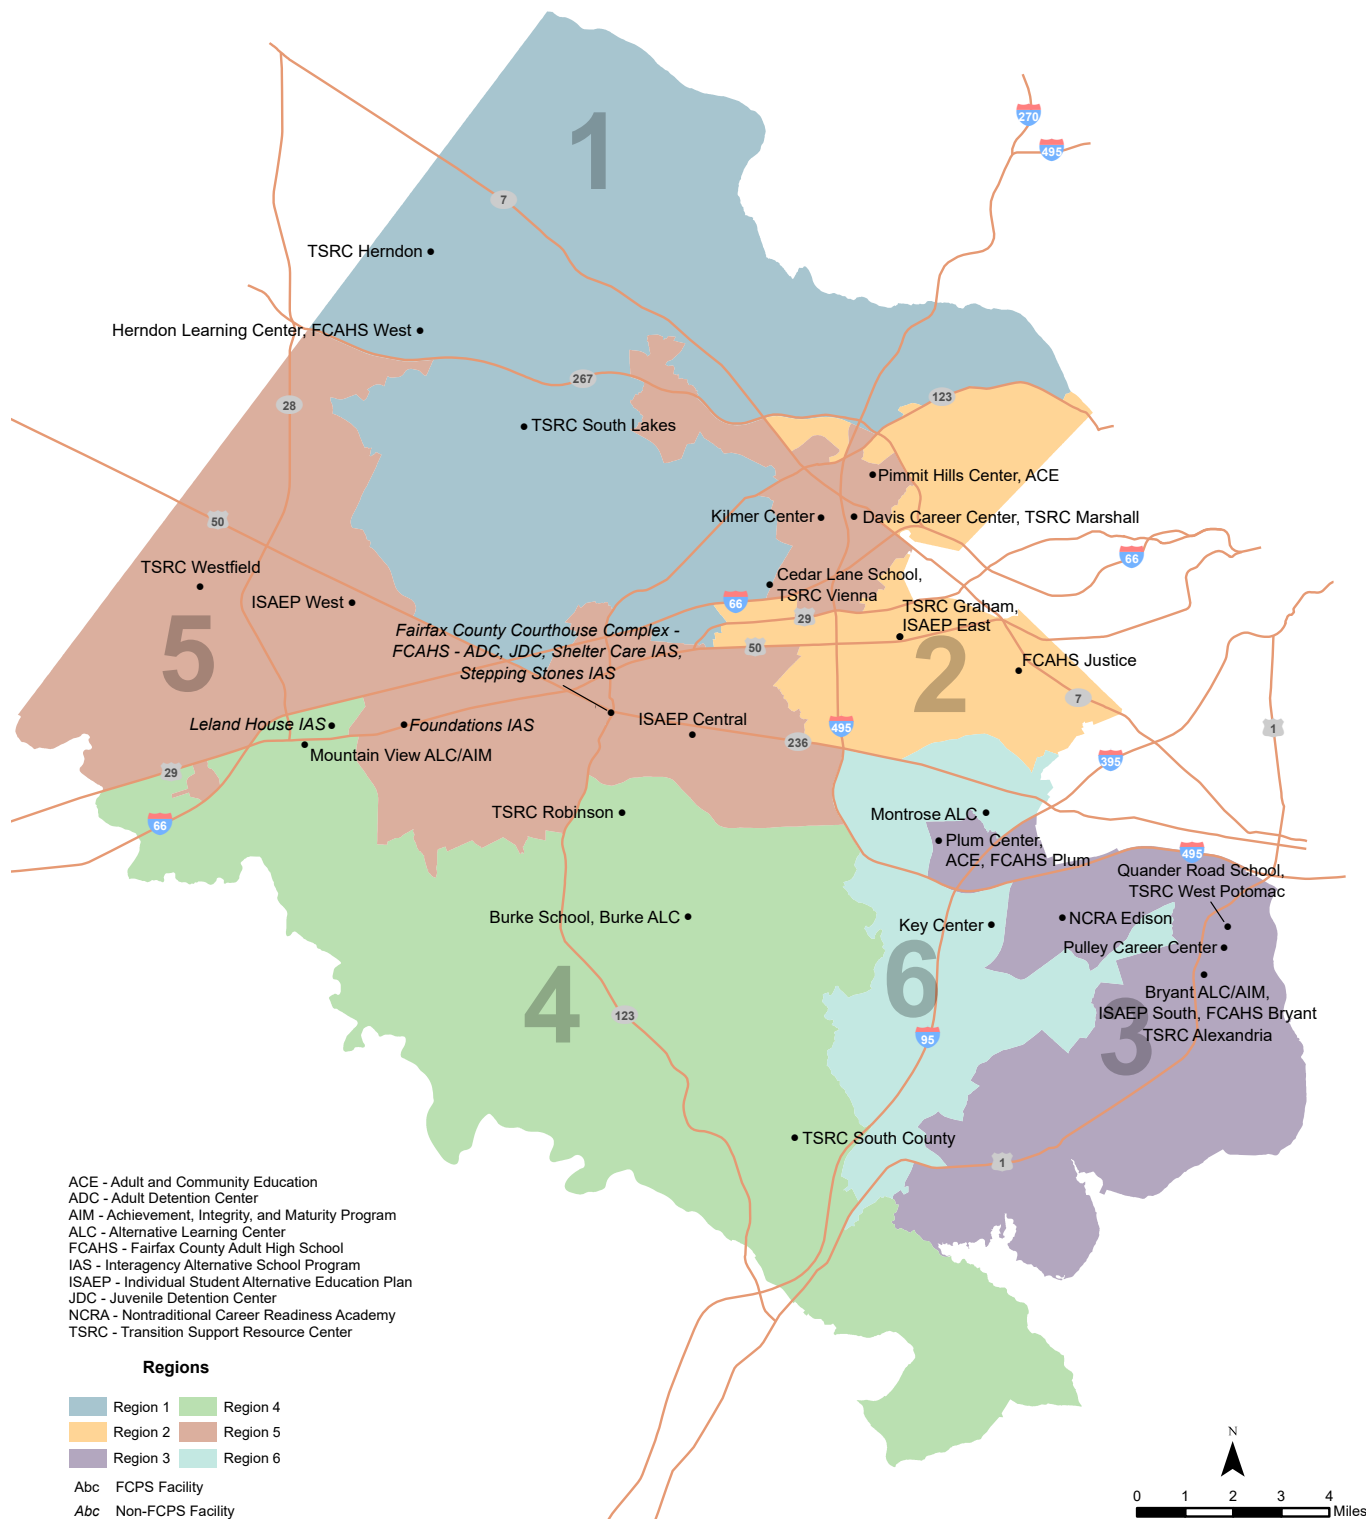 270
495
1
7
TSRC Herndon
Herndon Learning Center, FCAHS West
267
123
28
TSRC South Lakes
Pimmit Hills Center, ACE
Kilmer Center
Davis Career Center, TSRC Marshall
50
66
TSRC Westfield
Cedar Lane School,
TSRC Vienna
ISAEP West
66
TSRC Graham,
ISAEP East
29
Fairfax County Courthouse Complex -
FCAHS - ADC, JDC, Shelter Care IAS,
Stepping Stones IAS
50
5
2
FCAHS Justice
7
Leland House IAS
Foundations IAS
ISAEP Central
495
236
1
Mountain View ALC/AIM
395
29
66
TSRC Robinson
Montrose ALC
Plum Center,
ACE, FCAHS Plum
495
Quander Road School,
TSRC West Potomac
Burke School, Burke ALC
Key Center
NCRA Edison
Pulley Career Center
6
4
Bryant ALC/AIM,
ISAEP South, FCAHS Bryant
TSRC Alexandria
3
123
95
TSRC South County
1
ACE - Adult and Community Education
ADC - Adult Detention Center
AIM - Achievement, Integrity, and Maturity Program
ALC - Alternative Learning Center
FCAHS - Fairfax County Adult High School
IAS - Interagency Alternative School Program
ISAEP - Individual Student Alternative Education Plan
JDC - Juvenile Detention Center
NCRA - Nontraditional Career Readiness Academy
TSRC - Transition Support Resource Center
Regions
Region 1 Region 4
Region 2 Region 5
Region 3 Region 6
Abc FCPS Facility
Abc Non-FCPS Facility
N
0 1 2 3 4
Miles